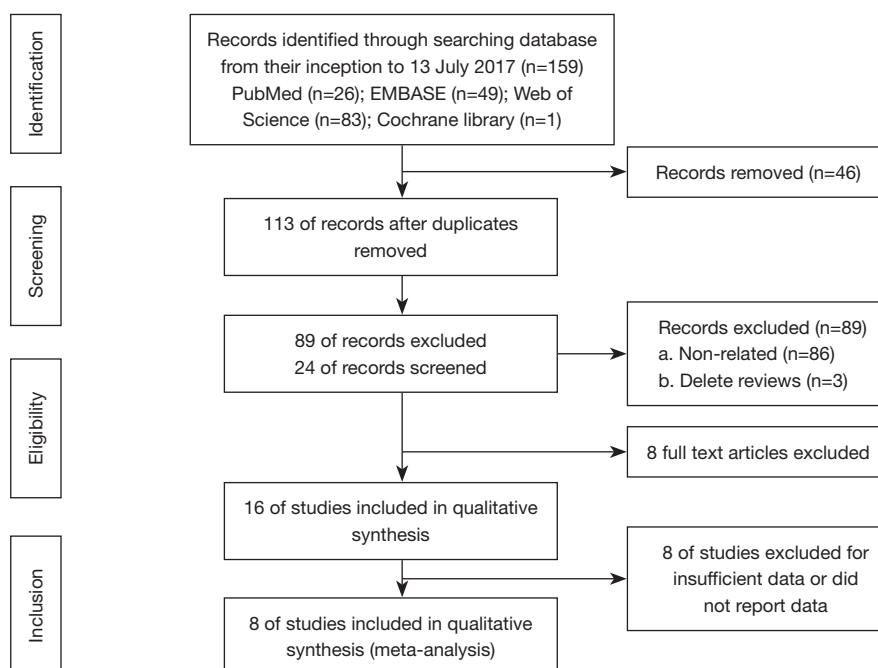 Identification
Records identified through searching database
from their inception to 13 July 2017 (n=159)
PubMed (n=26); EMBASE (n=49); Web of
Science (n=83); Cochrane library (n=1)
Records removed (n=46)
Screening
113 of records after duplicates
removed
89 of records excluded
24 of records screened
Records excluded (n=89)
a. Non-related (n=86)
b. Delete reviews (n=3)
Eligibility
8 full text articles excluded
16 of studies included in qualitative
synthesis
Inclusion
8 of studies excluded for
insufficient data or did
not report data
8 of studies included in qualitative
synthesis (meta-analysis)